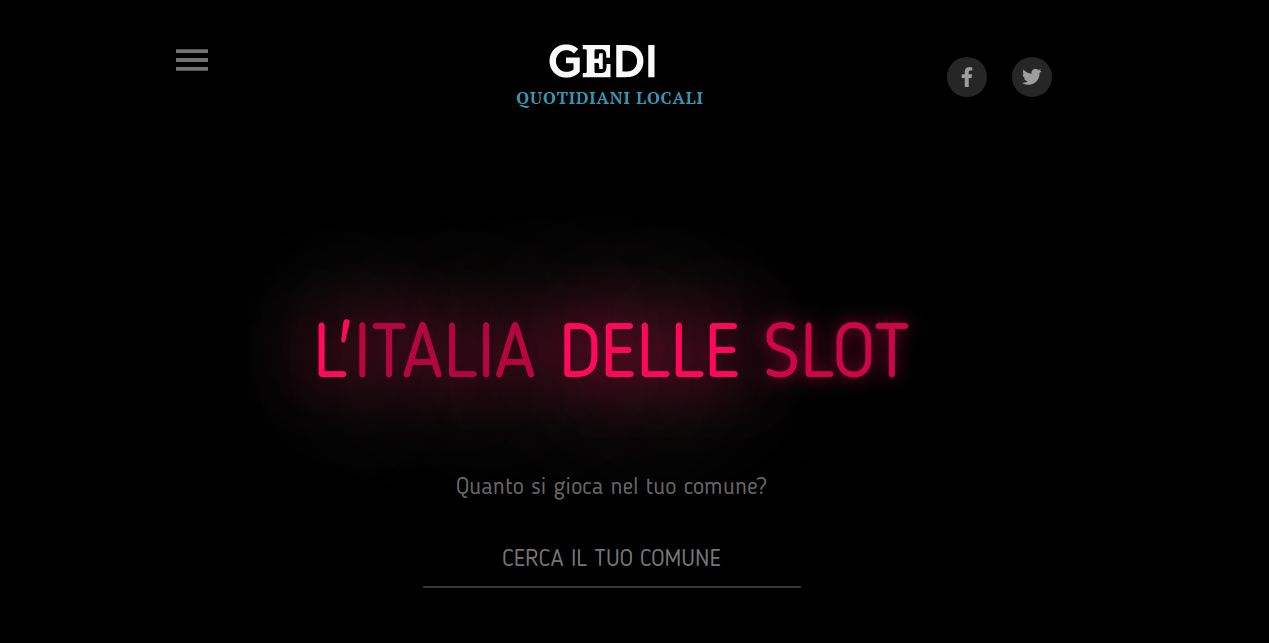 GEDI
QUOTIDIANI LOCALI
L'ITALIA DELLE SLOT
Quanto si gioca nel tuo comune?
CERCA IL TUO COMUNE